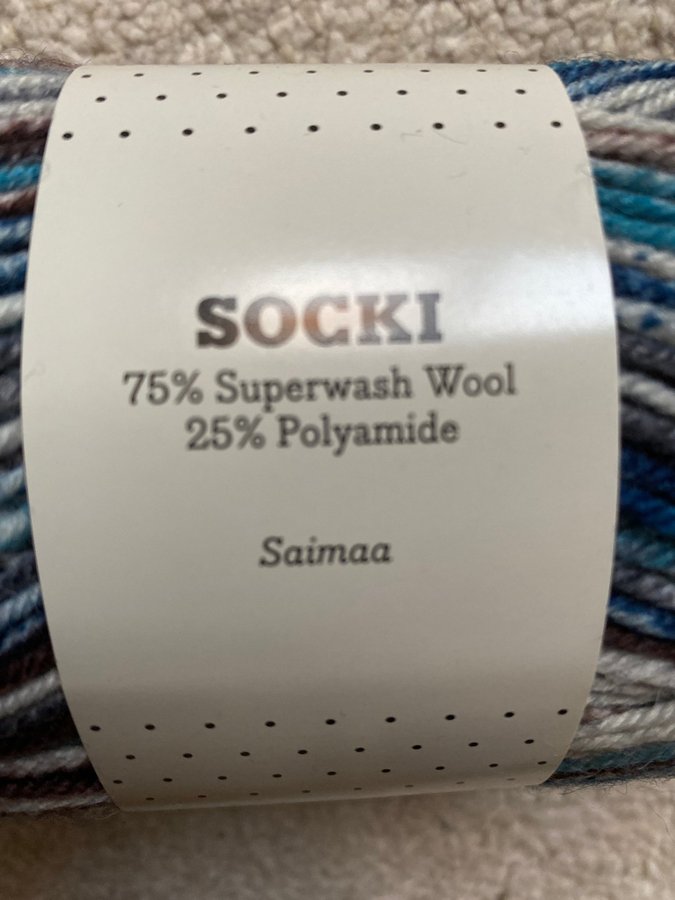 SOCKI
75% Superwash Wool
25% Polyamide
Saimaa